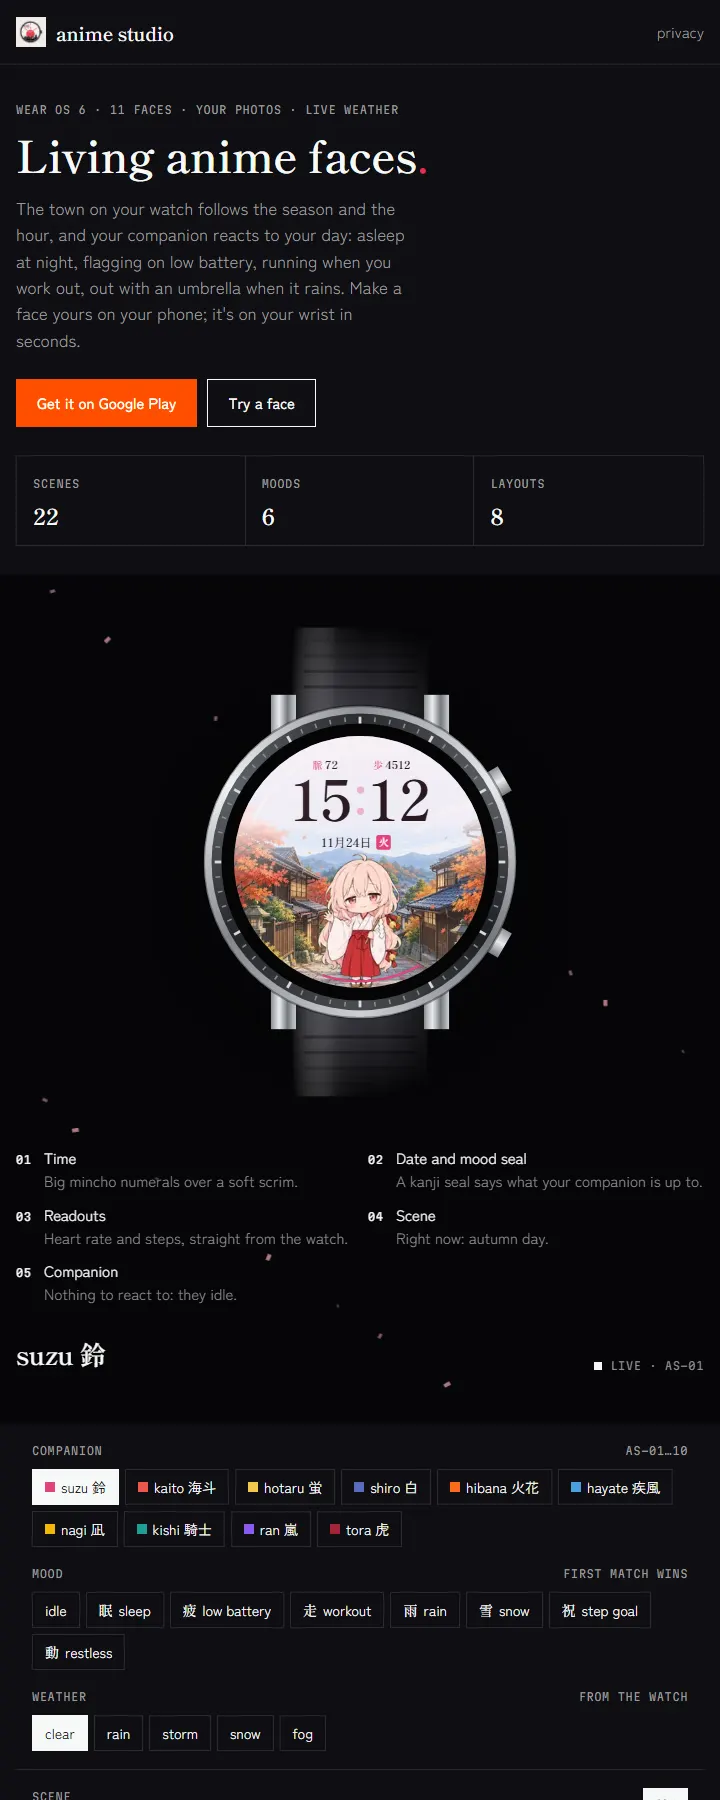 anime studio
privacy
WEAR OS 6 · 11 FACES · YOUR PHOTOS · LIVE WEATHER
Living anime faces.
The town on your watch follows the season and the
hour, and your companion reacts to your day: asleep
at night, flagging on low battery, running when you
work out, out with an umbrella when it rains. Make a
face yours on your phone; it's on your wrist in
seconds.
Get it on Google Play
Try a face
SCENES
22
MOODS
6
LAYOUTS
8
脈 72
歩 4512
15:12
11月24日 火
01 Time
Big mincho numerals over a soft scrim.
02 Date and mood seal
A kanji seal says what your companion is up to.
03 Readouts
Heart rate and steps, straight from the watch.
04 Scene
Right now: autumn day.
05 Companion
Nothing to react to: they idle.
suzu 鈴
LIVE · AS-01
COMPANION
AS-01…10
suzu 鈴
kaito 海斗
hotaru 蛍
shiro 白
hibana 火花
hayate 疾風
nagi 凪
kishi 騎士
ran 嵐
tora 虎
MOOD
FIRST MATCH WINS
idle
眠 sleep
疲 low battery
走 workout
雨 rain
雪 snow
祝 step goal
動 restless
WEATHER
FROM THE WATCH
clear
rain
storm
snow
fog
SCENE